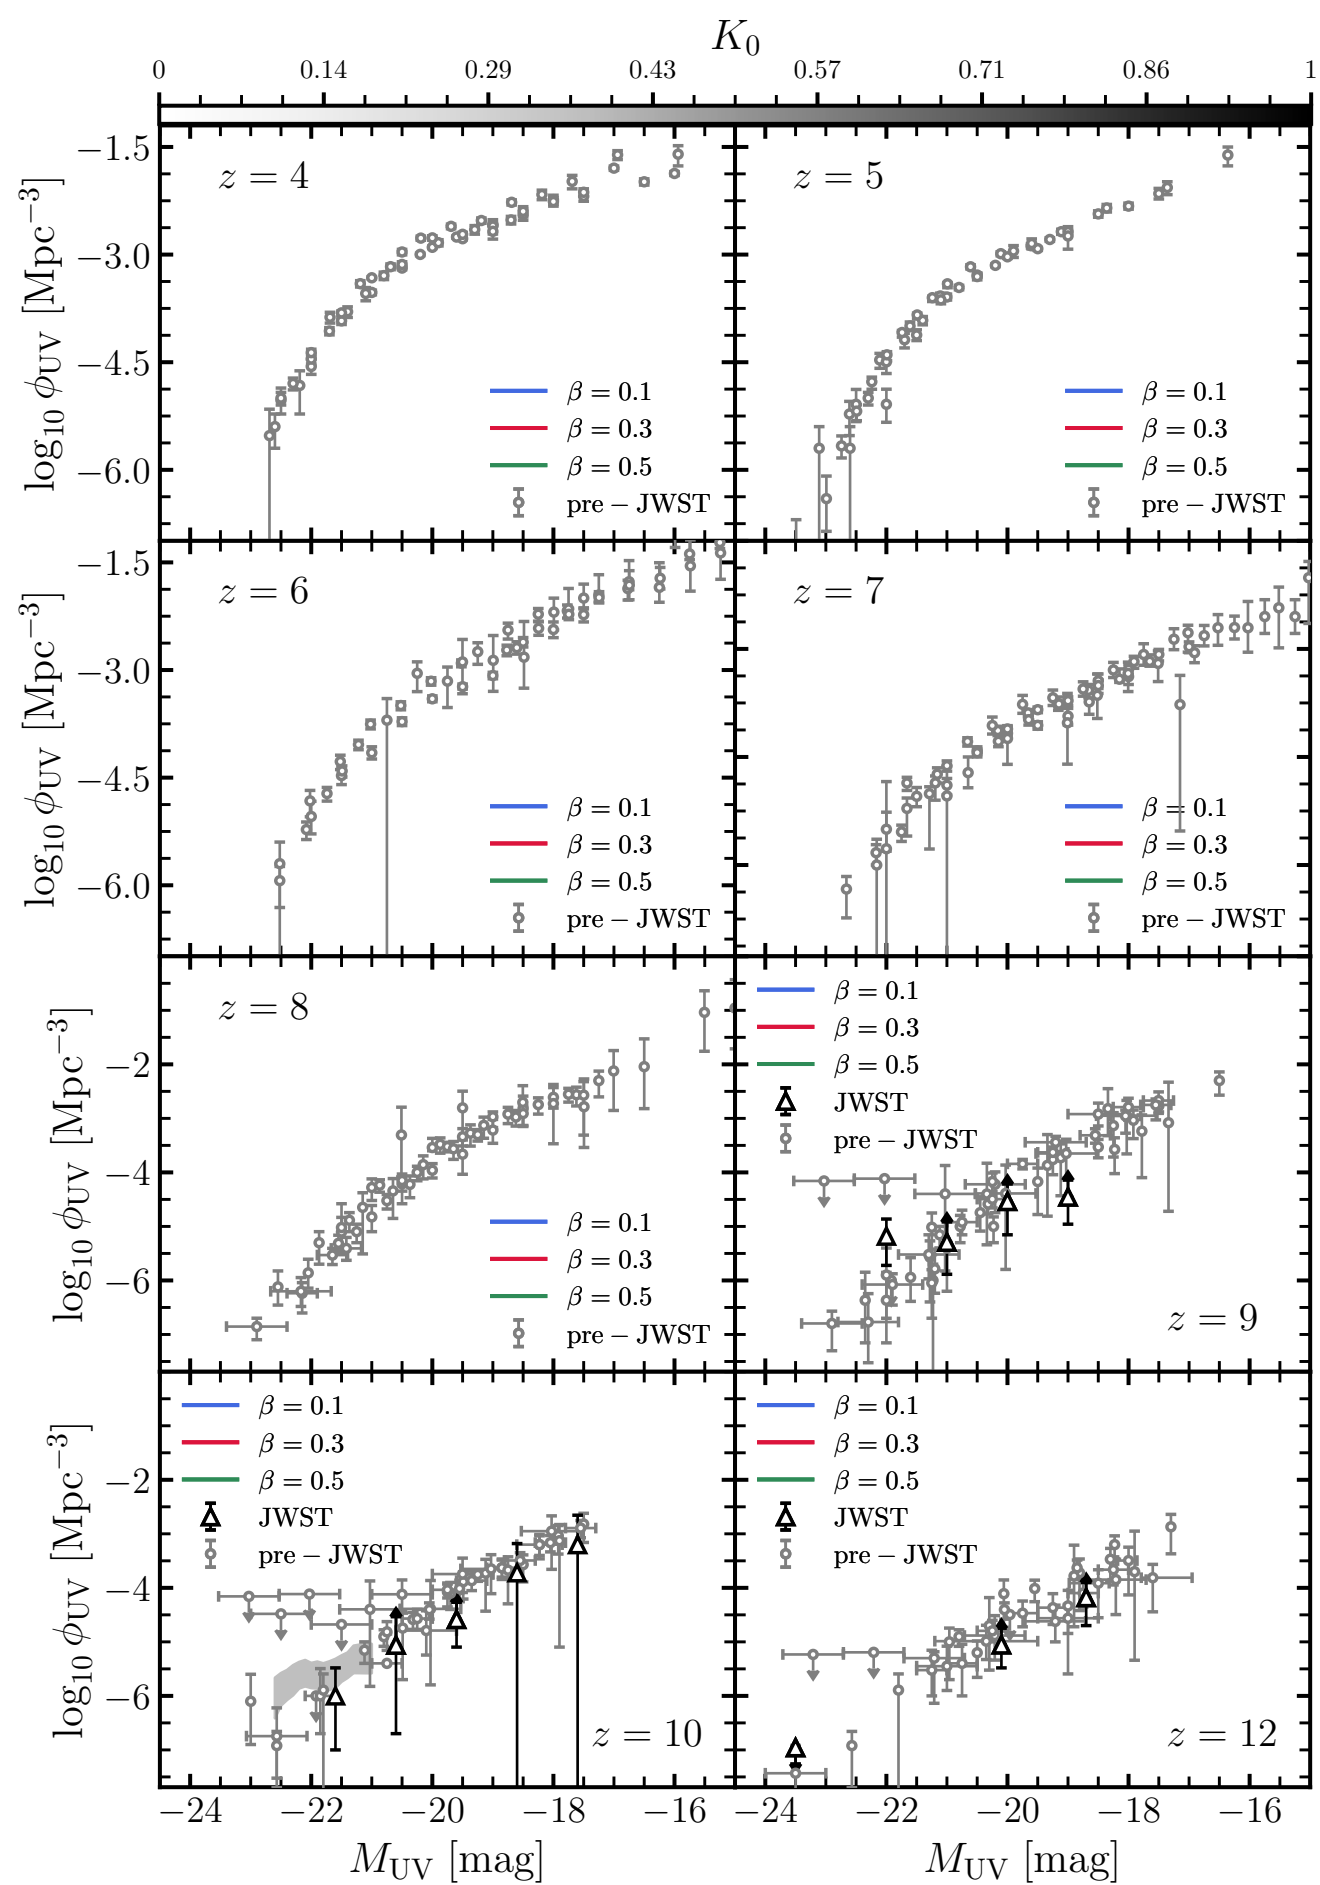 K₀
0 0.14 0.29 0.43 0.57 0.71 0.86 1
z = 4
−1.5
−3.0
−4.5
−6.0
log₁₀ ϕ_UV [Mpc⁻³]
β = 0.1
β = 0.3
β = 0.5
pre − JWST
z = 5
β = 0.1
β = 0.3
β = 0.5
pre − JWST
z = 6
−1.5
−3.0
−4.5
−6.0
log₁₀ ϕ_UV [Mpc⁻³]
β = 0.1
β = 0.3
β = 0.5
pre − JWST
z = 7
β = 0.1
β = 0.3
β = 0.5
pre − JWST
z = 8
−2
−4
−6
log₁₀ ϕ_UV [Mpc⁻³]
β = 0.1
β = 0.3
β = 0.5
pre − JWST
β = 0.1
β = 0.3
β = 0.5
JWST
pre − JWST
z = 9
β = 0.1
β = 0.3
β = 0.5
JWST
pre − JWST
−2
−4
−6
log₁₀ ϕ_UV [Mpc⁻³]
z = 10
β = 0.1
β = 0.3
β = 0.5
JWST
pre − JWST
z = 12
−24 −22 −20 −18 −16 −24 −22 −20 −18 −16
M_UV [mag] M_UV [mag]